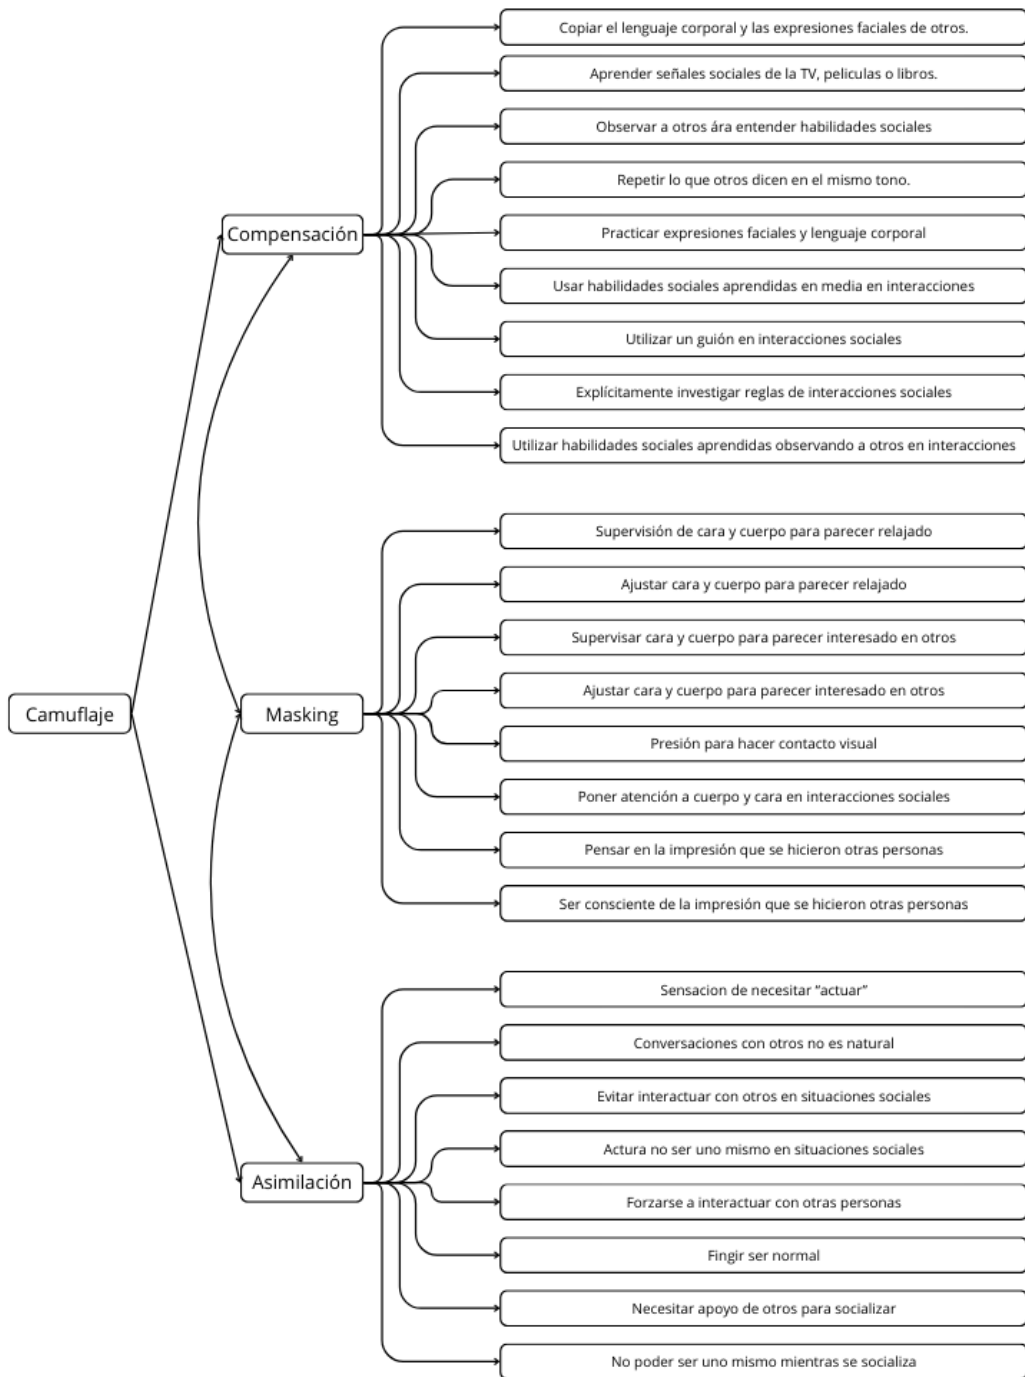 Copiar el lenguaje corporal y las expresiones faciales de otros.
Aprender señales sociales de la TV, peliculas o libros.
Observar a otros ára entender habilidades sociales
Repetir lo que otros dicen en el mismo tono.
Compensación
Practicar expresiones faciales y lenguaje corporal
Usar habilidades sociales aprendidas en media en interacciones
Utilizar un guión en interacciones sociales
Explícitamente investigar reglas de interacciones sociales
Utilizar habilidades sociales aprendidas observando a otros en interacciones
Supervisión de cara y cuerpo para parecer relajado
Ajustar cara y cuerpo para parecer relajado
Supervisar cara y cuerpo para parecer interesado en otros
Ajustar cara y cuerpo para parecer interesado en otros
Camuflaje
Masking
Presión para hacer contacto visual
Poner atención a cuerpo y cara en interacciones sociales
Pensar en la impresión que se hicieron otras personas
Ser consciente de la impresión que se hicieron otras personas
Sensacion de necesitar “actuar”
Conversaciones con otros no es natural
Evitar interactuar con otros en situaciones sociales
Actura no ser uno mismo en situaciones sociales
Asimilación
Forzarse a interactuar con otras personas
Fingir ser normal
Necesitar apoyo de otros para socializar
No poder ser uno mismo mientras se socializa